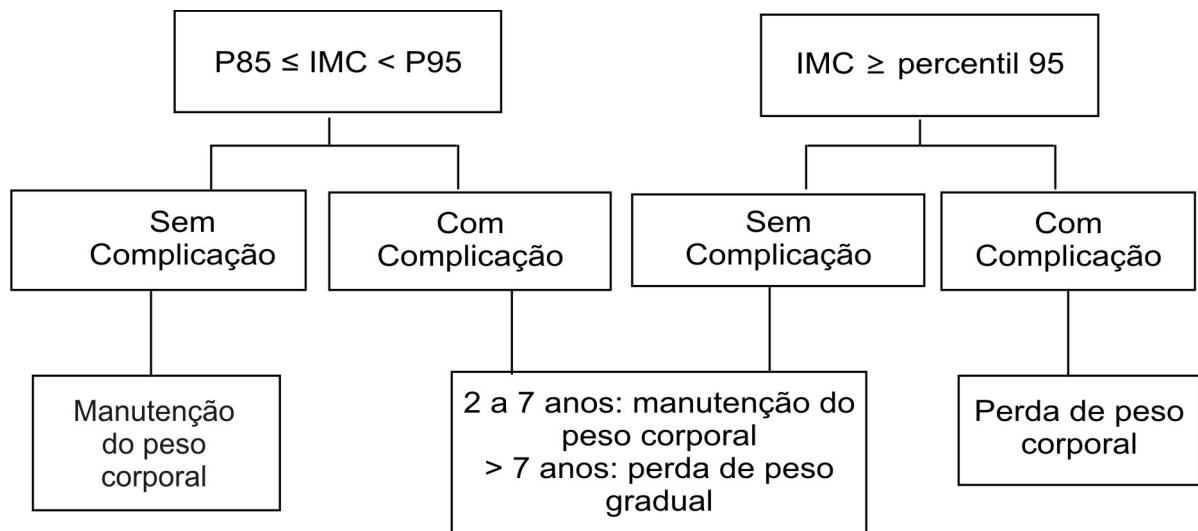 P85 ≤ IMC < P95
IMC ≥ percentil 95
Sem
Complicação
Com
Complicação
Sem
Complicação
Com
Complicação
Manutenção
do peso
corporal
2 a 7 anos: manutenção do
peso corporal
> 7 anos: perda de peso
gradual
Perda de peso
corporal